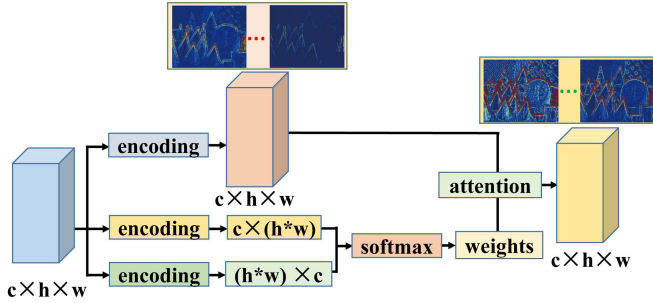 encoding
c×h×w
attention
c×h×w
encoding
c×(h*w)
softmax
weights
c×h×w
encoding
(h*w) ×c